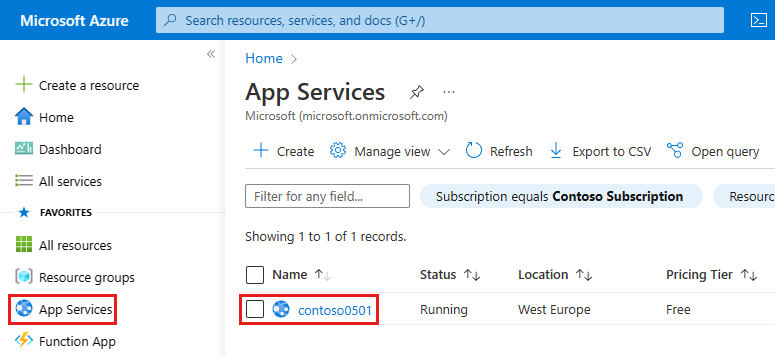 Microsoft Azure
Search resources, services, and docs (G+/)
«
Create a resource
Home
Dashboard
All services
FAVORITES
All resources
Resource groups
App Services
Function App
Home >
App Services ...
Microsoft (microsoft.onmicrosoft.com)
+ Create Manage view Refresh Export to CSV Open query
Filter for any field... Subscription equals Contoso Subscription Resourc
Showing 1 to 1 of 1 records.
Name ↑↓ Status ↑↓ Location ↑↓ Pricing Tier ↑↓
contoso0501 Running West Europe Free